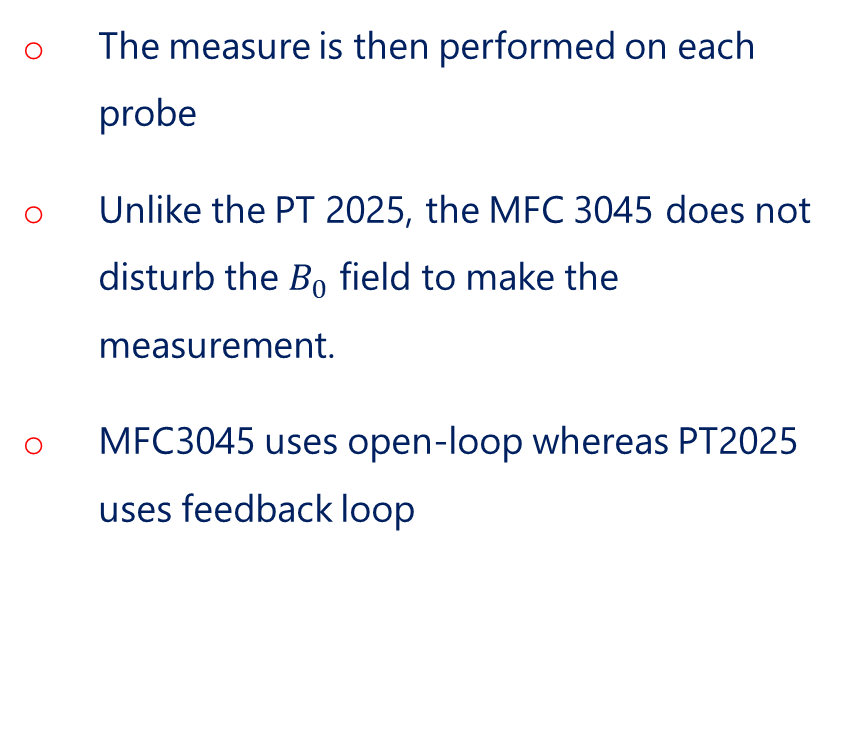 The measure is then performed on each
probe
Unlike the PT 2025, the MFC 3045 does not
disturb the B₀ field to make the
measurement.
MFC3045 uses open-loop whereas PT2025
uses feedback loop